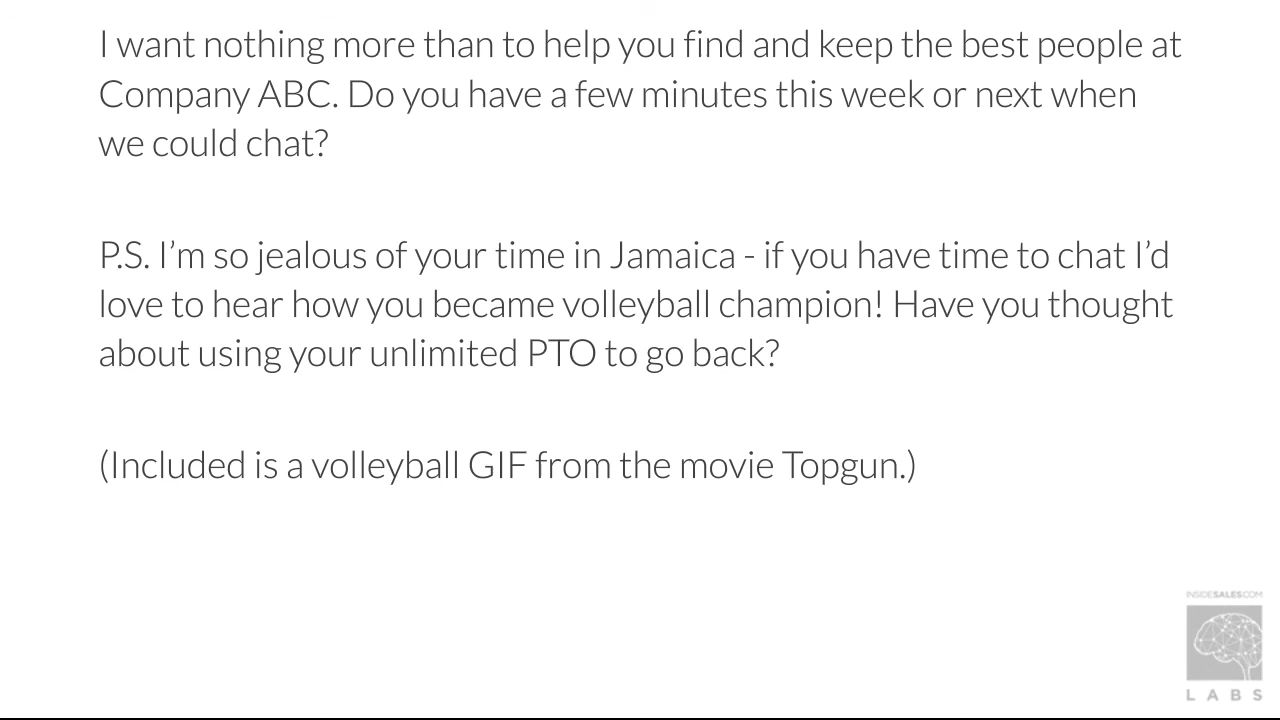 I want nothing more than to help you find and keep the best people at
Company ABC. Do you have a few minutes this week or next when
we could chat?
P.S. I’m so jealous of your time in Jamaica - if you have time to chat I’d
love to hear how you became volleyball champion! Have you thought
about using your unlimited PTO to go back?
(Included is a volleyball GIF from the movie Topgun.)
INSIDESALES.COM
LABS